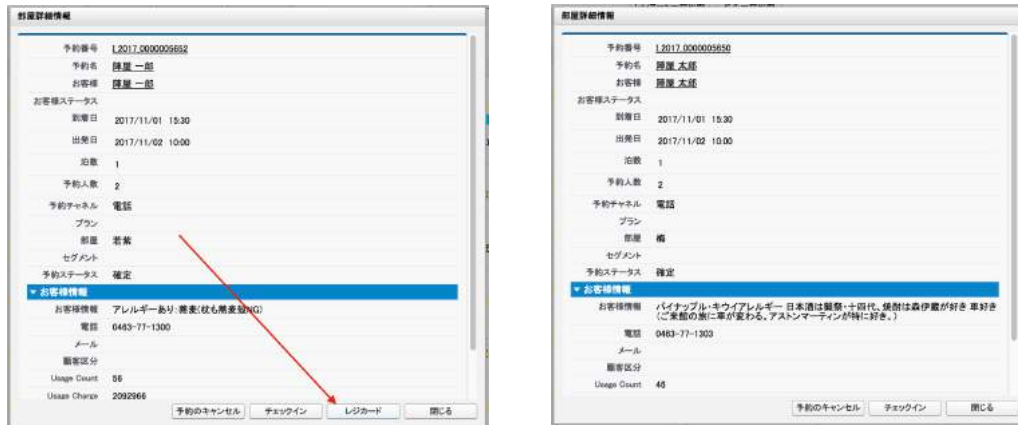 部屋詳細情報
予約番号 I_2017_0000005652
予約名 陣屋 一郎
お客様 陣屋 一郎
お客様ステータス
到着日 2017/11/01 15:30
出発日 2017/11/02 10:00
泊数 1
予約人数 2
予約チャネル 電話
プラン
部屋 若紫
セグメント
予約ステータス 確定
▼ お客様情報
お客様情報 アレルギーあり:蕎麦(枕も蕎麦殻NG)
電話 0463-77-1300
メール
顧客区分
Usage Count 56
Usage Charge 2092966
予約のキャンセル チェックイン レジカード 閉じる
部屋詳細情報
予約番号 I_2017_0000005650
予約名 陣屋 太郎
お客様 陣屋 太郎
お客様ステータス
到着日 2017/11/01 15:30
出発日 2017/11/02 10:00
泊数 1
予約人数 2
予約チャネル 電話
プラン
部屋
セグメント
予約ステータス 確定
▼ お客様情報
お客様情報 パイナップル・キウイアレルギー 日本酒は獺祭・十四代、焼酎は森伊蔵が好き 車好き
(ご来館の旅に車が変わる。アストンマーティンが特に好き。)
電話 0463-77-1303
メール
顧客区分
Usage Count 46
予約のキャンセル チェックイン 閉じる